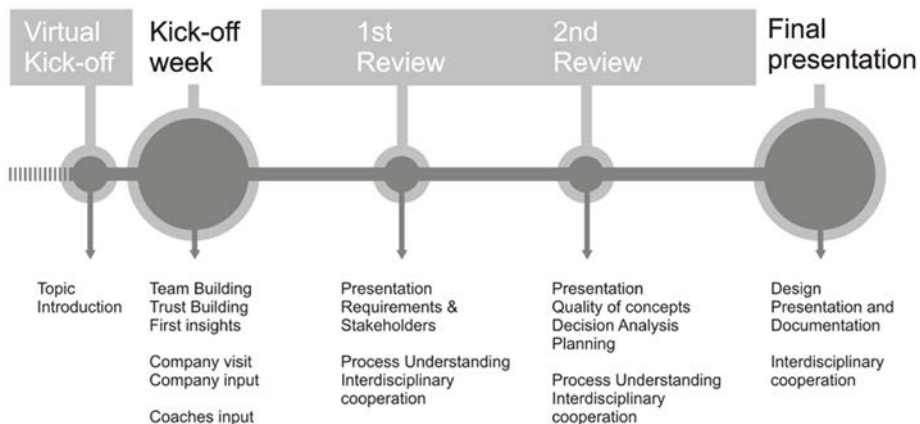 Virtual
Kick-off
Kick-off
week
1st
Review
2nd
Review
Final
presentation
Topic
Introduction
Team Building
Trust Building
First insights
Company visit
Company input
Coaches input
Presentation
Requirements &
Stakeholders
Process Understanding
Interdisciplinary
cooperation
Presentation
Quality of concepts
Decision Analysis
Planning
Process Understanding
Interdisciplinary
cooperation
Design
Presentation and
Documentation
Interdisciplinary
cooperation